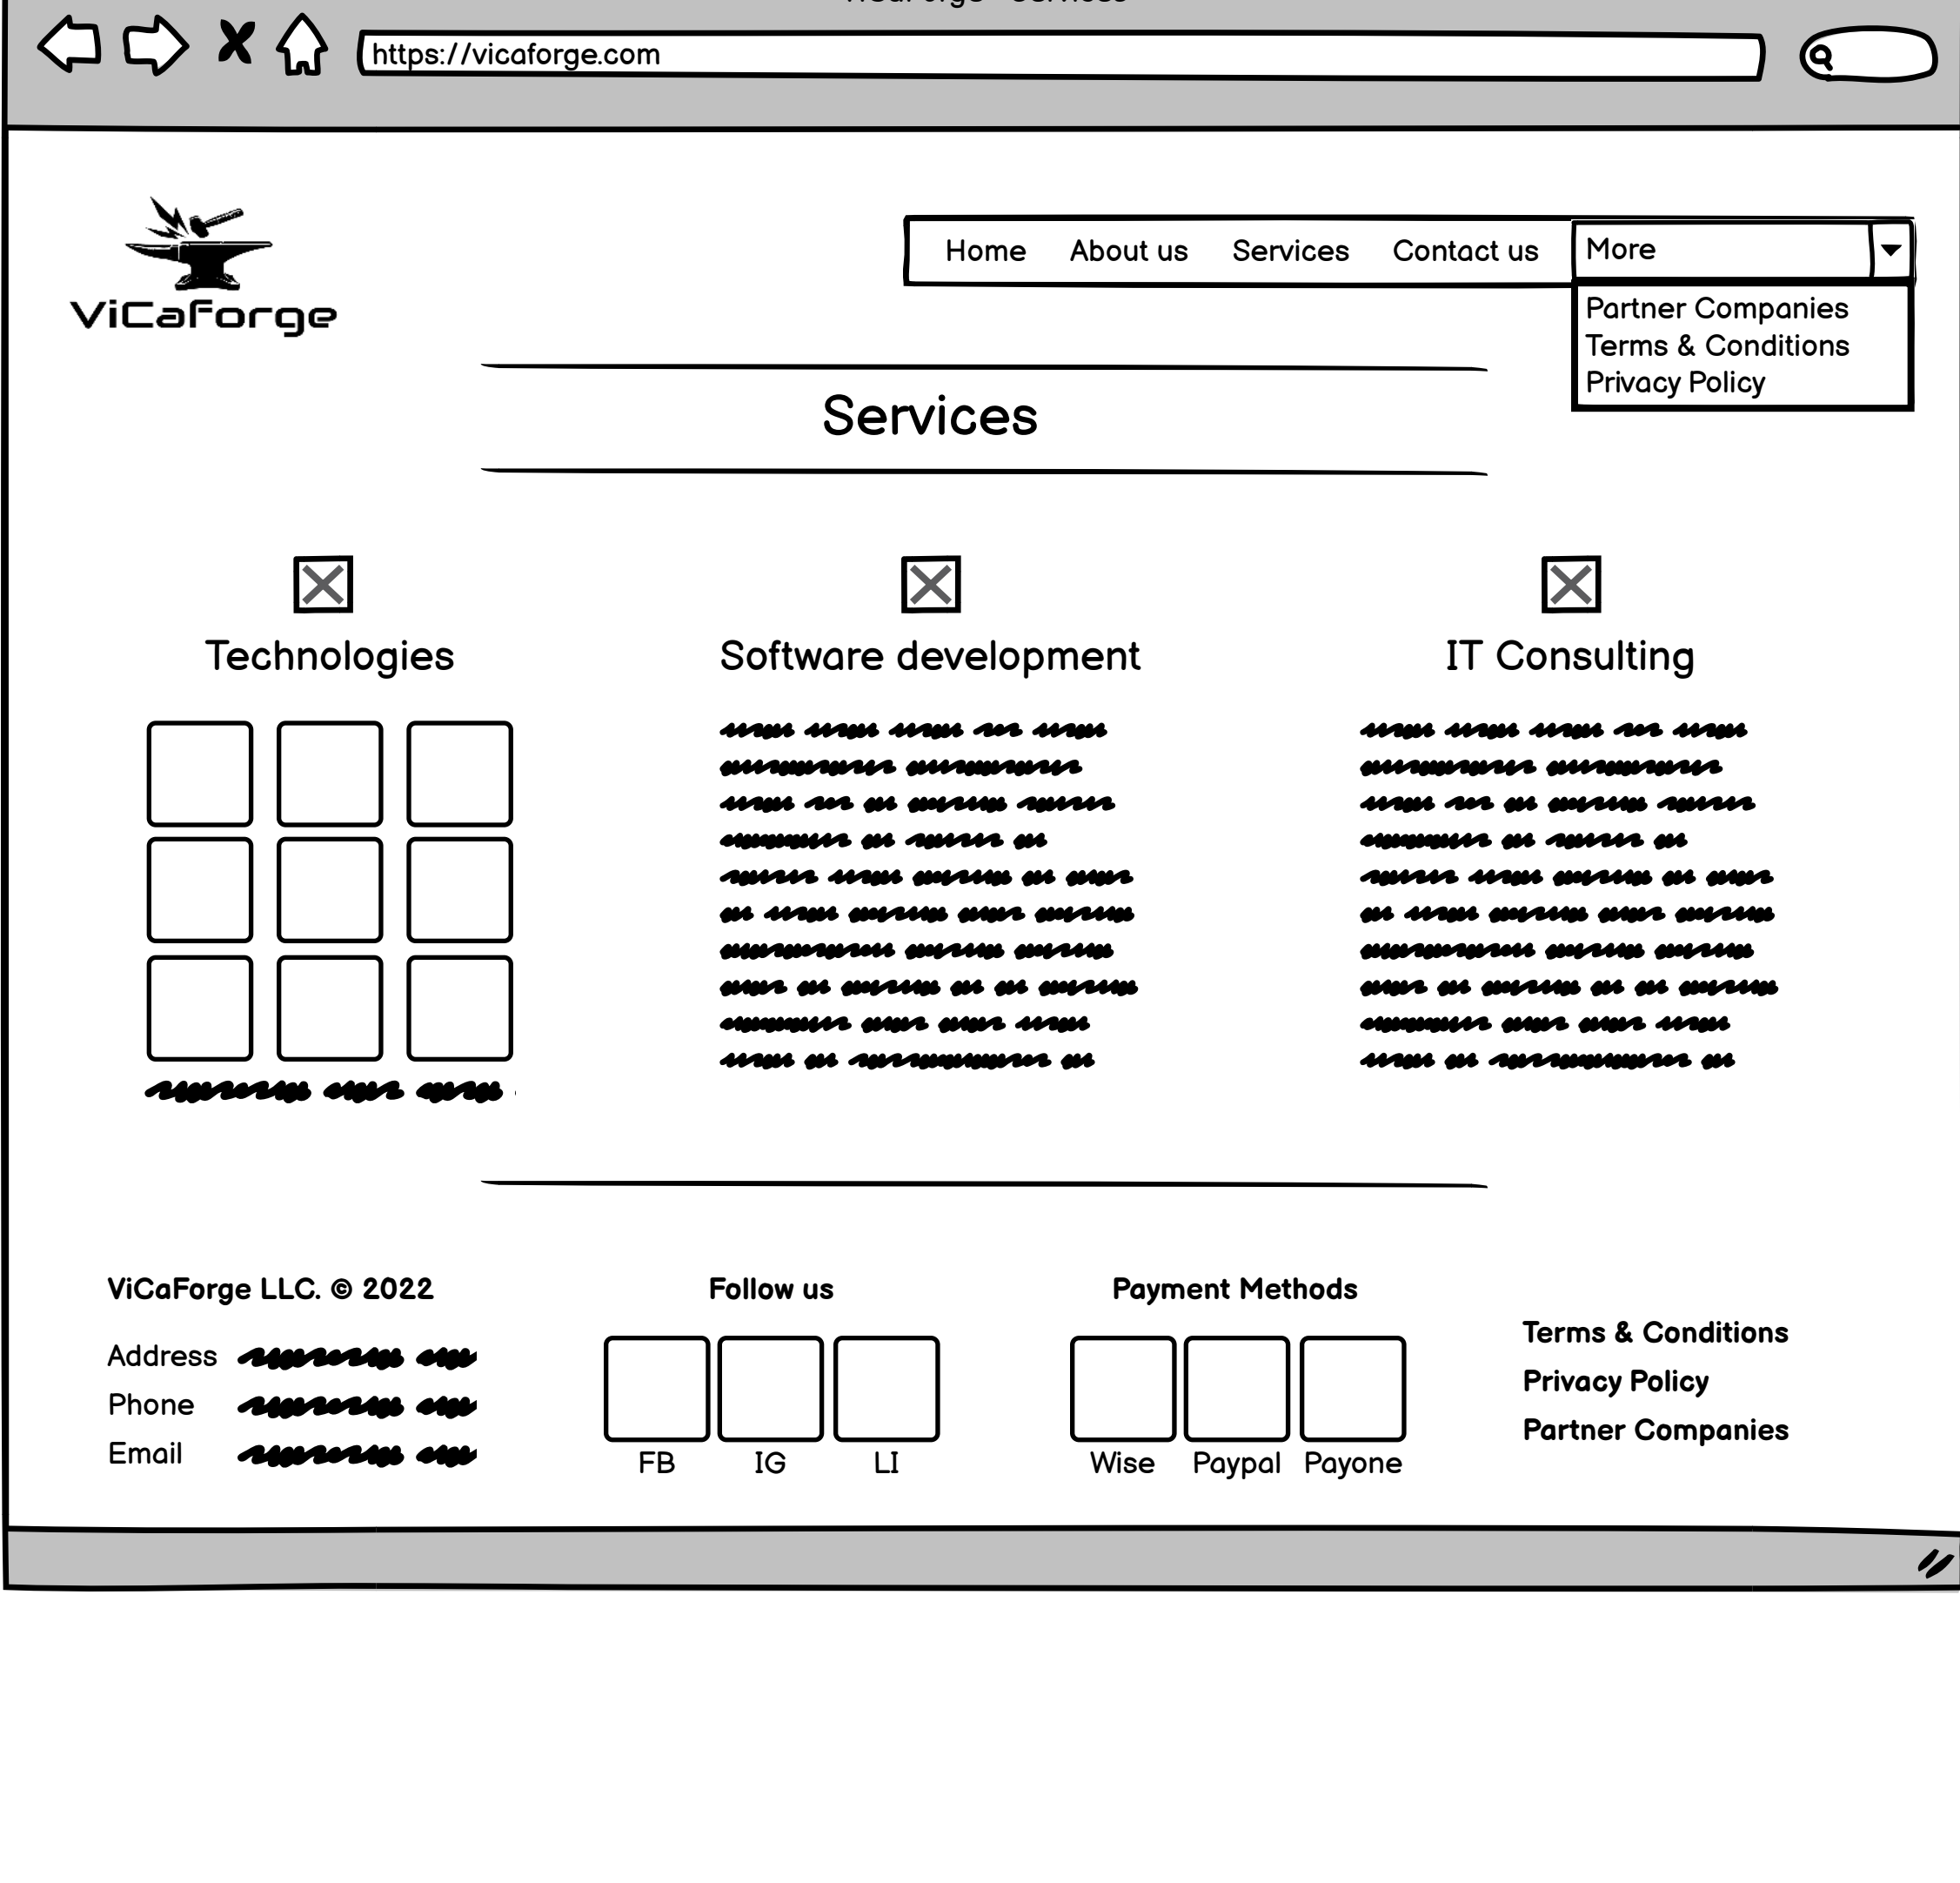 ViCaForge - Services
https://vicaforge.com
ViCaForge
Home About us Services Contact us More
Partner Companies
Terms & Conditions
Privacy Policy
Services
Technologies Software development IT Consulting
ViCaForge LLC. © 2022 Follow us Payment Methods
Terms & Conditions
Address
Privacy Policy
Phone
Partner Companies
Email
FB IG LI Wise Paypal Payone